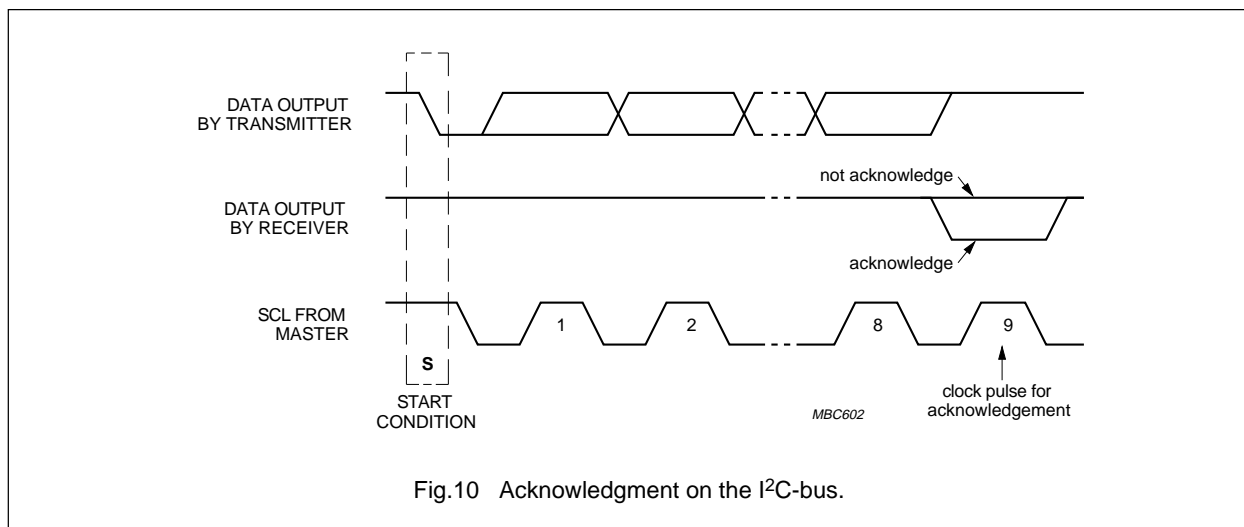 DATA OUTPUT
BY TRANSMITTER
not acknowledge
DATA OUTPUT
BY RECEIVER
acknowledge
SCL FROM
MASTER
1
2
8
9
S
START
CONDITION
clock pulse for
acknowledgement
MBC602
Fig.10 Acknowledgment on the I²C-bus.